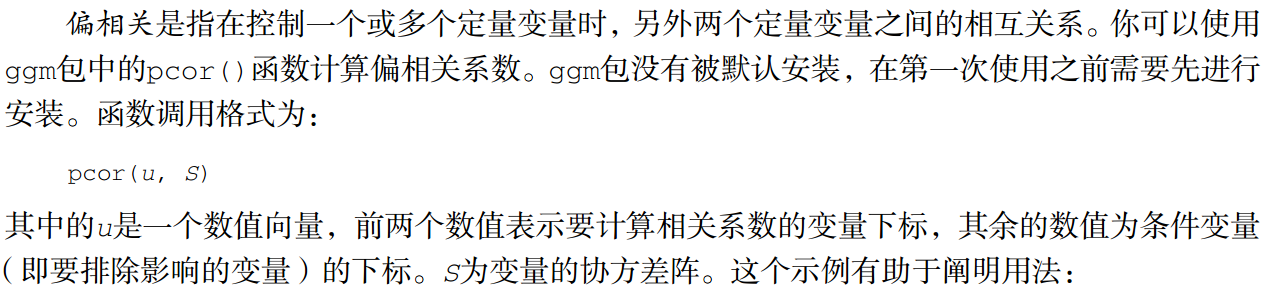 偏相关是指在控制一个或多个定量变量时，另外两个定量变量之间的相互关系。你可以使用
ggm包中的pcor()函数计算偏相关系数。ggm包没有被默认安装，在第一次使用之前需要先进行
安装。函数调用格式为：
pcor(u, S)
其中的u是一个数值向量，前两个数值表示要计算相关系数的变量下标，其余的数值为条件变量
（即要排除影响的变量）的下标。S为变量的协方差阵。这个示例有助于阐明用法：